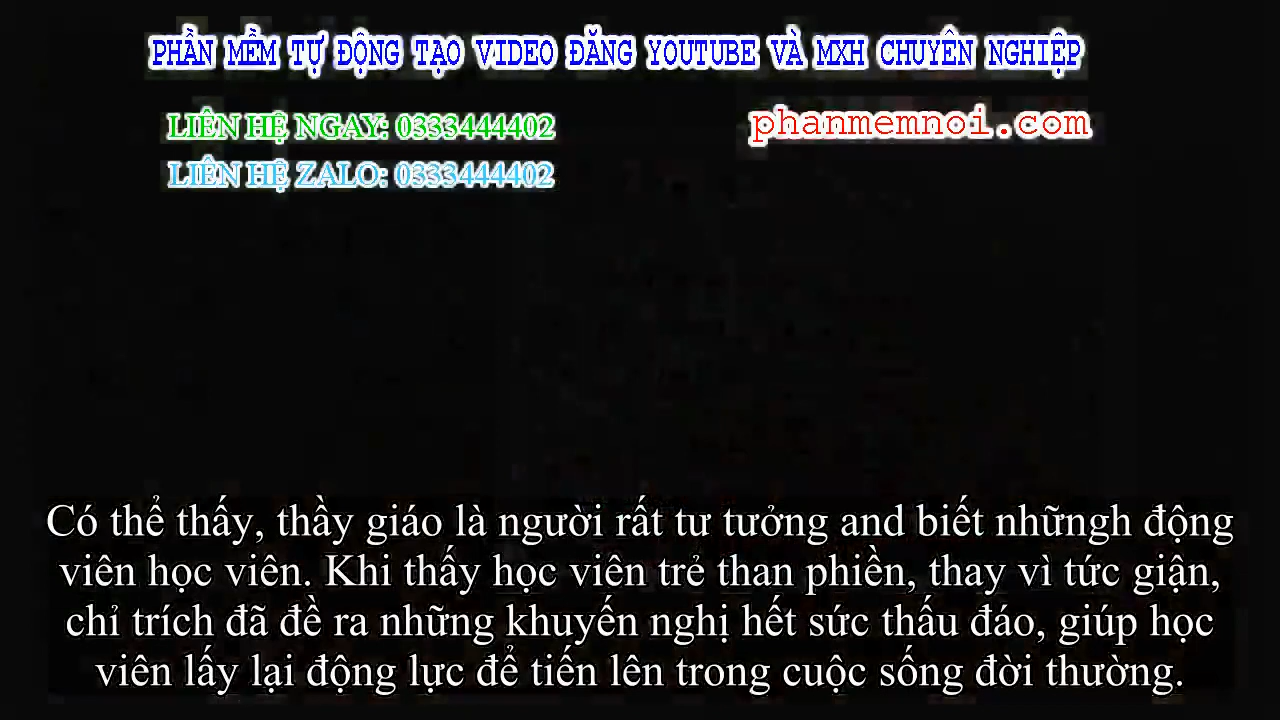 PHẦN MỀM TỰ ĐỘNG TẠO VIDEO ĐĂNG YOUTUBE VÀ MXH CHUYÊN NGHIỆP
LIÊN HỆ NGAY: 0333444402
phanmemnoi.com
LIÊN HỆ ZALO: 0333444402
Có thể thấy, thầy giáo là người rất tư tưởng and biết nhữngh động
viên học viên. Khi thấy học viên trẻ than phiền, thay vì tức giận,
chỉ trích đã đề ra những khuyến nghị hết sức thấu đáo, giúp học
viên lấy lại động lực để tiến lên trong cuộc sống đời thường.